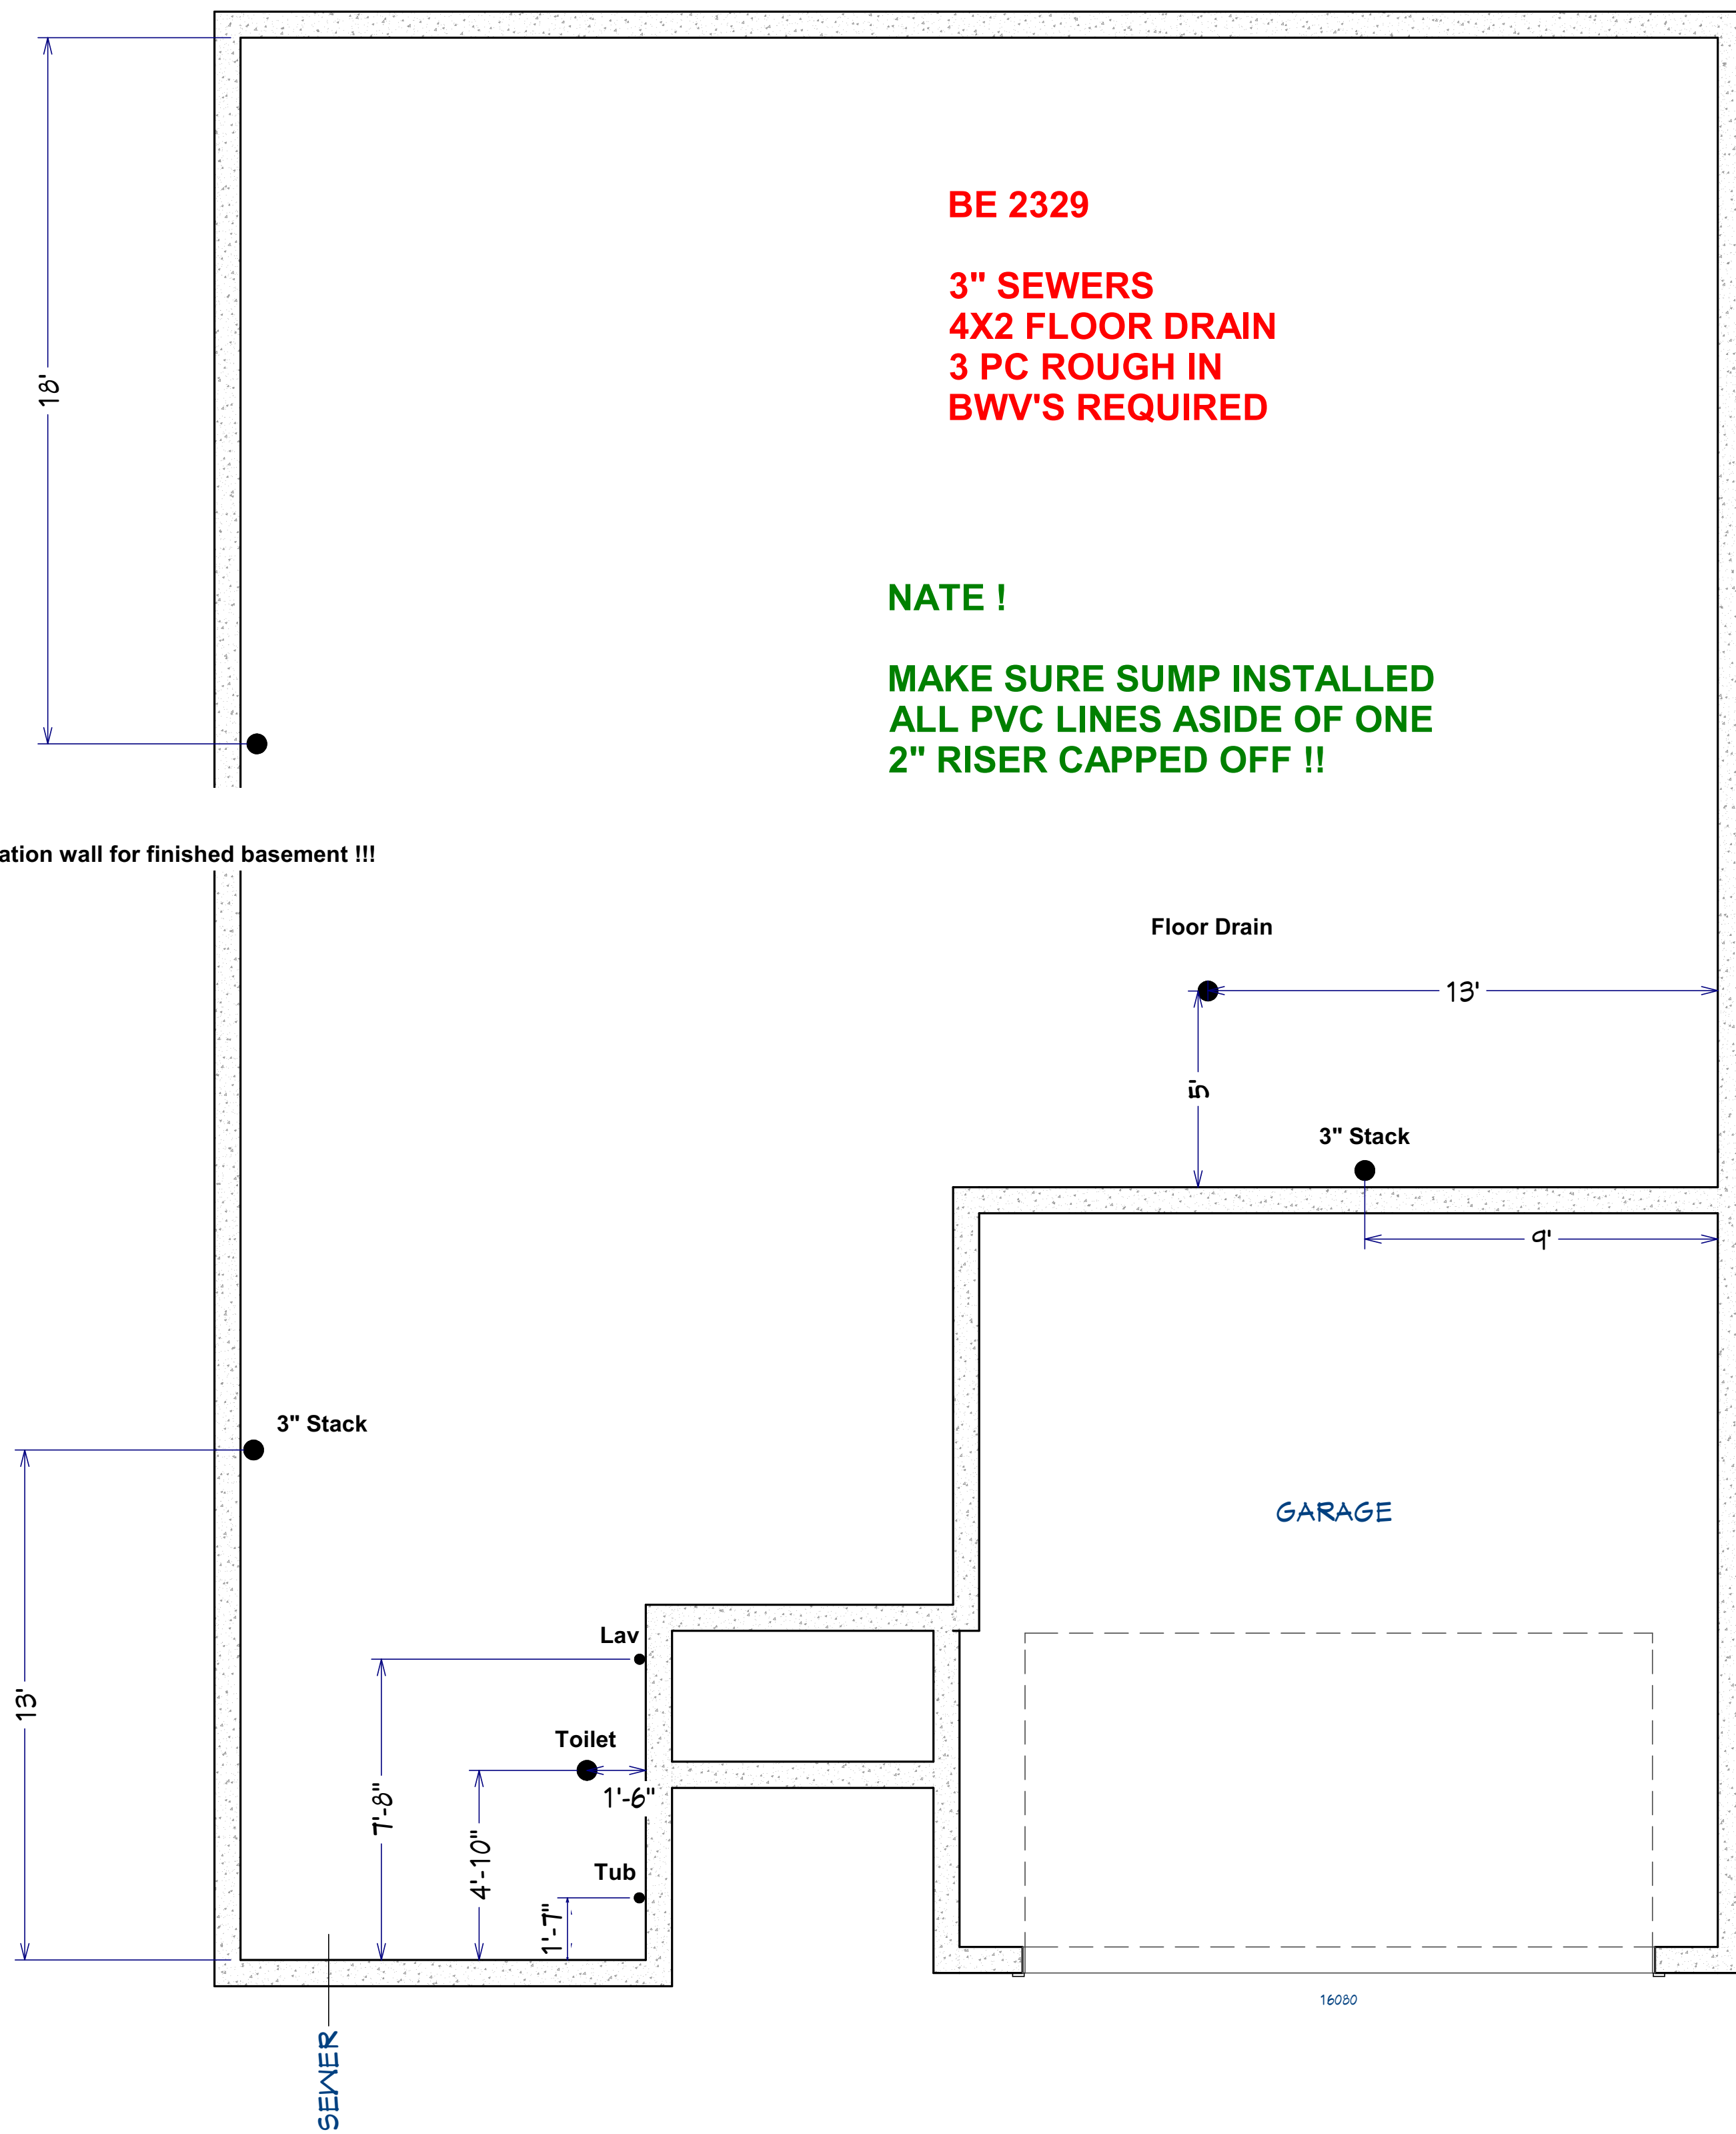 BE 2329
3" SEWERS
4X2 FLOOR DRAIN
3 PC ROUGH IN
BWV'S REQUIRED
18'
NATE !
MAKE SURE SUMP INSTALLED
ALL PVC LINES ASIDE OF ONE
2" RISER CAPPED OFF !!
ation wall for finished basement !!!
Floor Drain
13'
5'
3" Stack
9'
3" Stack
GARAGE
Lav
13'
Toilet
1'-6"
7'-8"
4'-10"
Tub
1'-7"
16080
SEWER